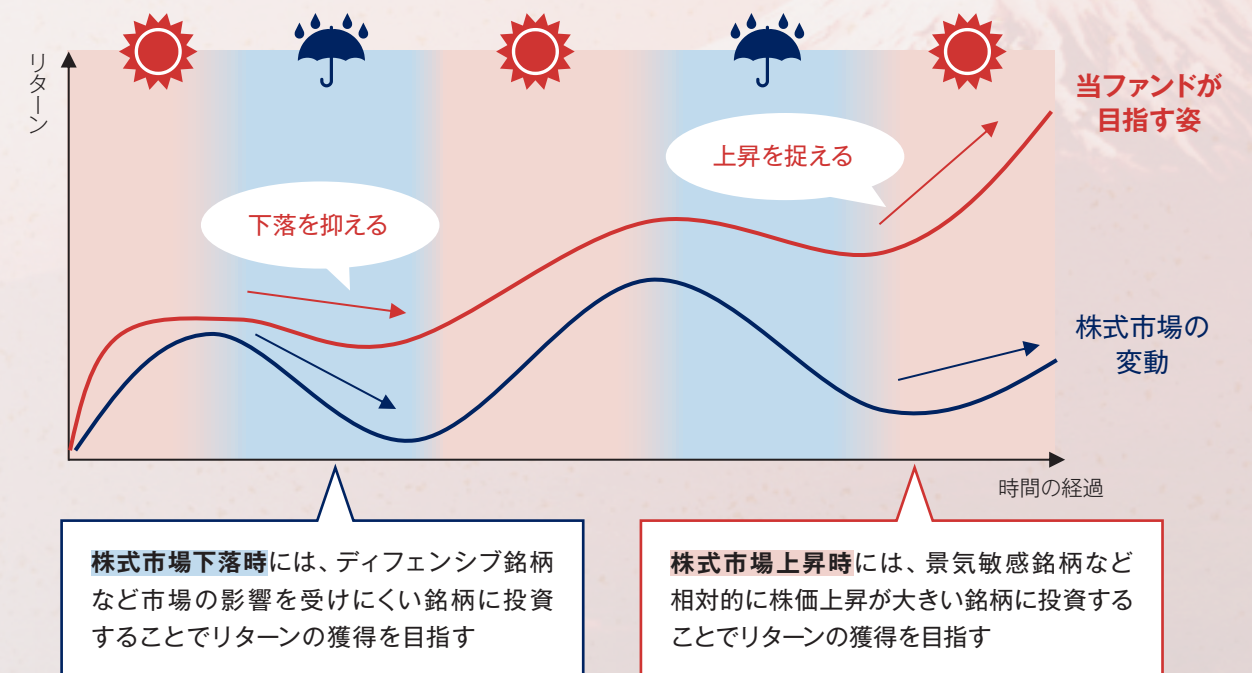 リターン
当ファンドが
目指す姿
上昇を捉える
下落を抑える
株式市場の
変動
時間の経過
株式市場下落時には、ディフェンシブ銘柄
など市場の影響を受けにくい銘柄に投資
することでリターンの獲得を目指す
株式市場上昇時には、景気敏感銘柄など
相対的に株価上昇が大きい銘柄に投資する
ことでリターンの獲得を目指す